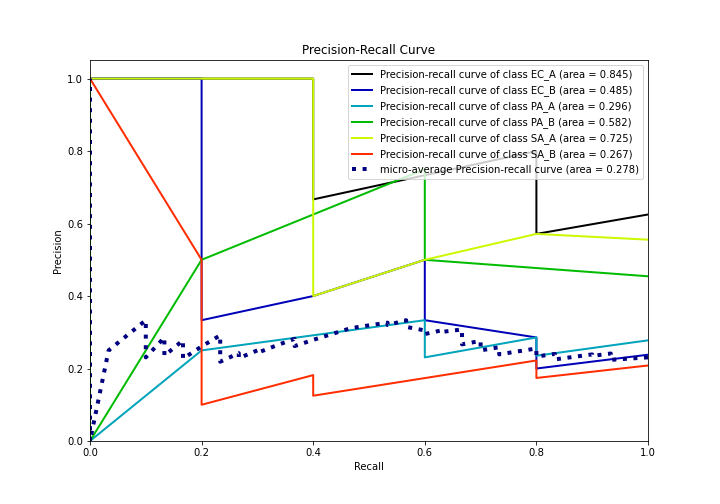 Precision-Recall Curve
Precision-recall curve of class EC_A (area = 0.845)
Precision-recall curve of class EC_B (area = 0.485)
Precision-recall curve of class PA_A (area = 0.296)
Precision-recall curve of class PA_B (area = 0.582)
Precision-recall curve of class SA_A (area = 0.725)
Precision-recall curve of class SA_B (area = 0.267)
micro-average Precision-recall curve (area = 0.278)
Precision
1.0
0.8
0.6
0.4
0.2
0.0
0.0 0.2 0.4 0.6 0.8 1.0
Recall